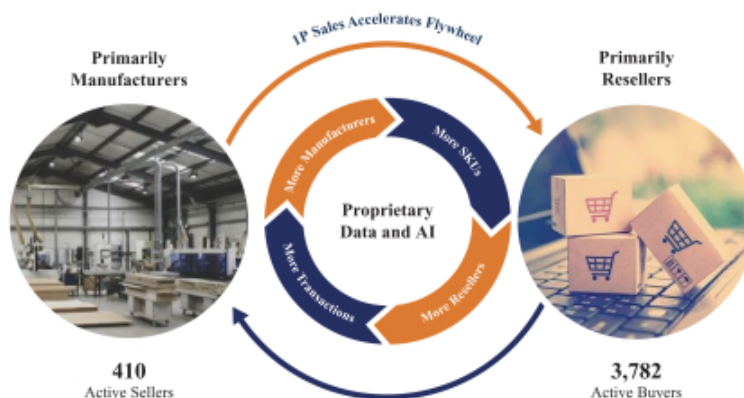 1P Sales Accelerates Flywheel
Primarily
Manufacturers
Primarily
Resellers
More Manufacturers
More SKUs
Proprietary
Data and AI
More Transactions
More Resellers
410
Active Sellers
3,782
Active Buyers